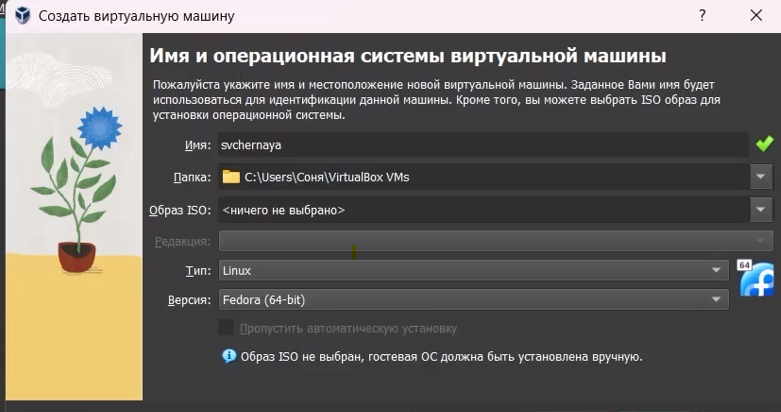 Создать виртуальную машину
?
Имя и операционная системы виртуальной машины
Пожалуйста укажите имя и местоположение новой виртуальной машины. Заданное Вами имя будет
использоваться для идентификации данной машины. Кроме того, вы можете выбрать ISO образ для
установки операционной системы.
Имя: svchernaya
Папка: C:\Users\Соня\VirtualBox VMs
Образ ISO: <ничего не выбрано>
Редакция:
Тип: Linux
64
Версия: Fedora (64-bit)
Пропустить автоматическую установку
Образ ISO не выбран, гостевая ОС должна быть установлена вручную.